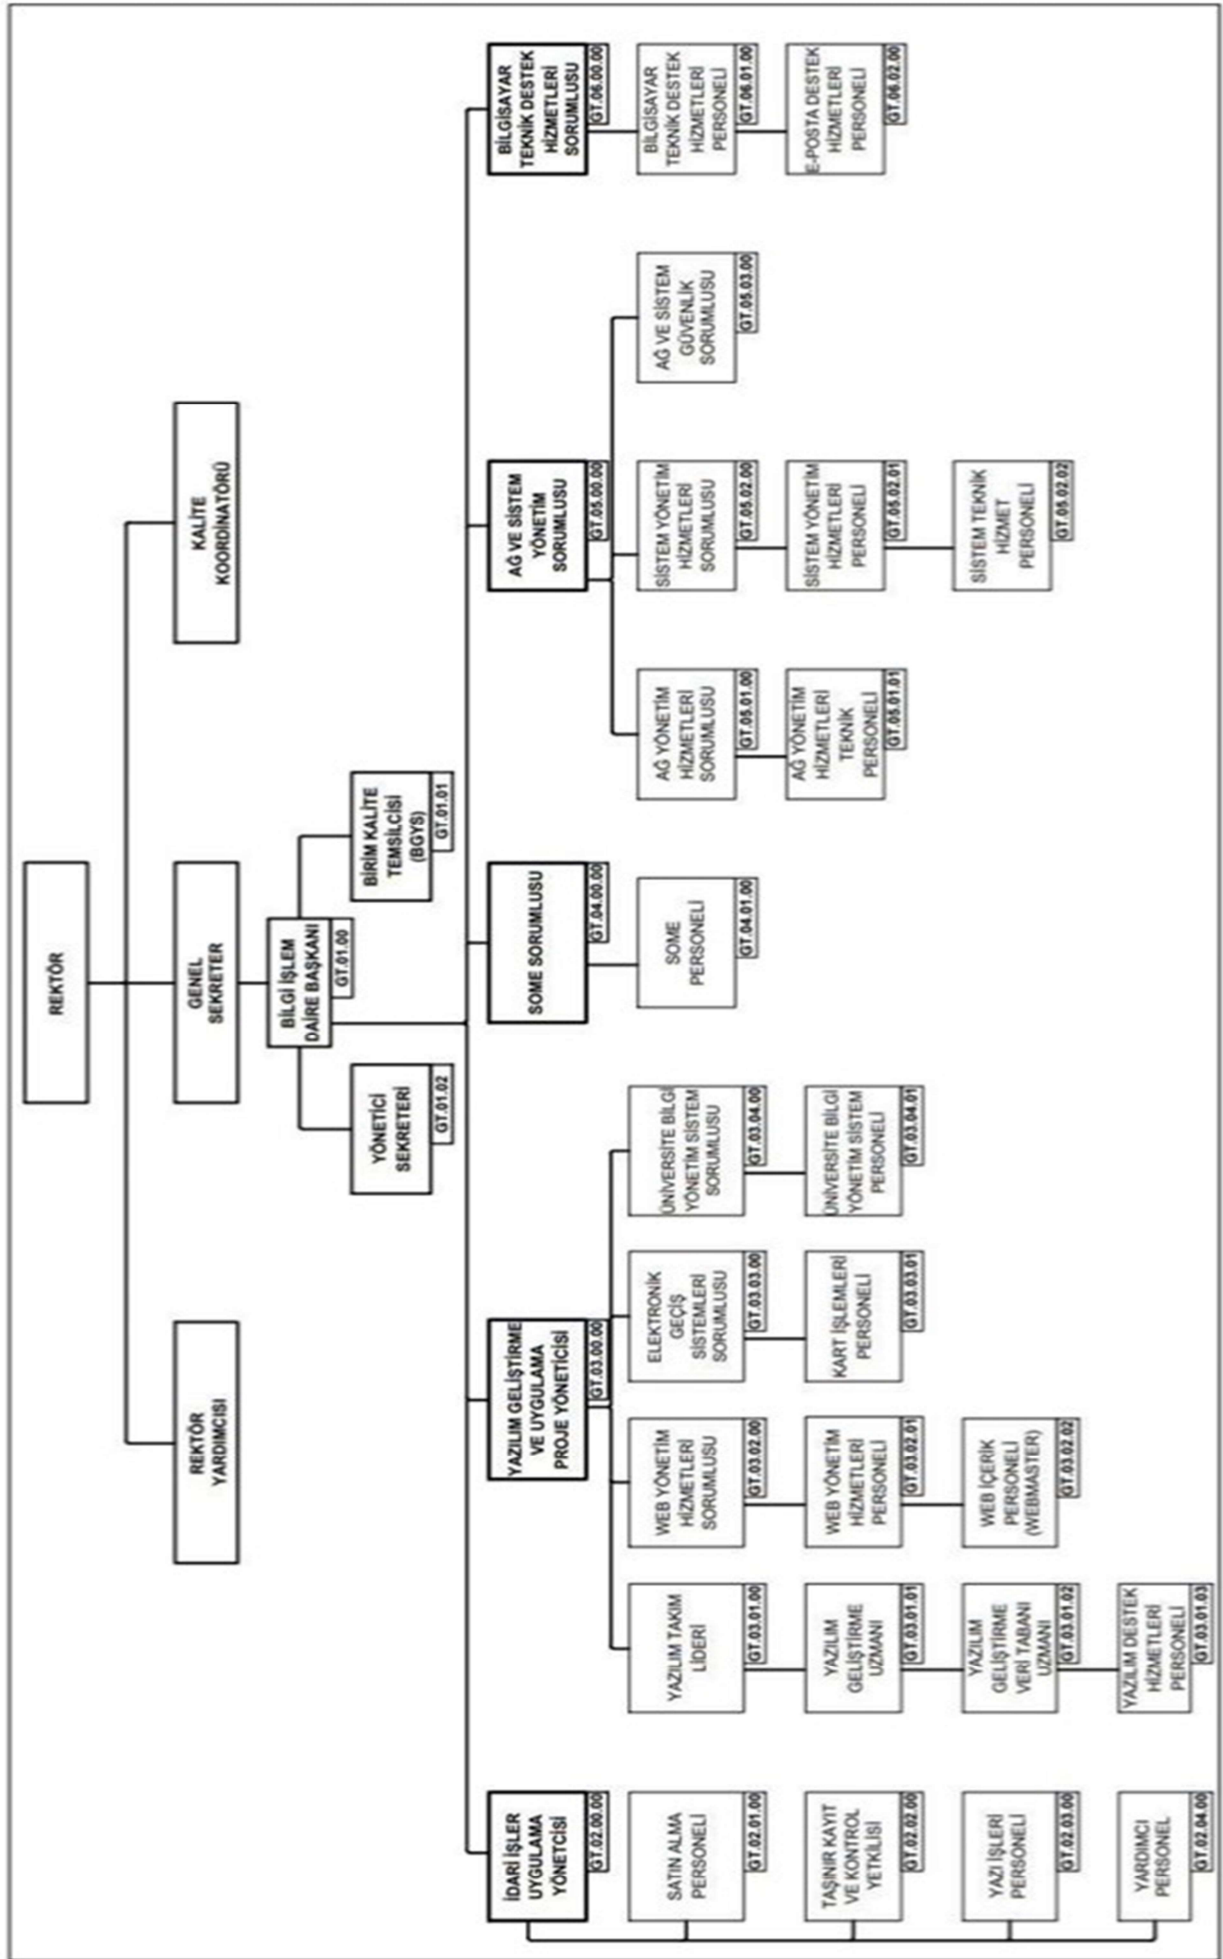 REKTÖR
REKTÖR
YARDIMCISI
GENEL
SEKRETER
KALİTE
KOORDİNATÖRÜ
BİLGİ İŞLEM
DAİRE BAŞKANI
GT.01.00
YÖNETİCİ
SEKRETERİ
GT.01.02
BİRİM KALİTE
TEMSİLCİSİ
(BGYS)
GT.01.01
İDARİ İŞLER
UYGULAMA
YÖNETCİSİ
GT.02.00.00
SATIN ALMA
PERSONELİ
GT.02.01.00
TAŞINIR KAYIT
VE KONTROL
YETKİLİSİ
GT.02.02.00
YAZI İŞLERİ
PERSONELİ
GT.02.03.00
YARDIMCI
PERSONEL
GT.02.04.00
YAZILIM GELİŞTİRME
VE UYGULAMA
PROJE YÖNETİCİSİ
GT.03.00.00
YAZILIM TAKIM
LİDERİ
GT.03.01.00
YAZILIM
GELİŞTİRME
UZMANI
GT.03.01.01
YAZILIM
GELİŞTİRME
VERİ TABANI
UZMANI
GT.03.01.02
YAZILIM DESTEK
HİZMETLERİ
PERSONELİ
GT.03.01.03
WEB YÖNETİM
HİZMETLERİ
SORUMLUSU
GT.03.02.00
WEB YÖNETİM
HİZMETLERİ
PERSONELİ
GT.03.02.01
WEB İÇERİK
PERSONELİ
(WEBMASTER)
GT.03.02.02
ELEKTRONİK
GEÇİŞ
SİSTEMLERİ
SORUMLUSU
GT.03.03.00
KART İŞLEMLERİ
PERSONELİ
GT.03.03.01
ÜNİVERSİTE BİLGİ
YÖNETİM SİSTEM
SORUMLUSU
GT.03.04.00
ÜNİVERSİTE BİLGİ
YÖNETİM SİSTEM
PERSONELİ
GT.03.04.01
SOME SORUMLUSU
GT.04.00.00
SOME
PERSONELİ
GT.04.01.00
AĞ VE SİSTEM
YÖNETİM
SORUMLUSU
GT.05.00.00
AĞ YÖNETİM
HİZMETLERİ
SORUMLUSU
GT.05.01.00
AĞ YÖNETİM
HİZMETLERİ
TEKNİK
PERSONELİ
GT.05.01.01
SİSTEM YÖNETİM
HİZMETLERİ
SORUMLUSU
GT.05.02.00
SİSTEM YÖNETİM
HİZMETLERİ
PERSONELİ
GT.05.02.01
SİSTEM TEKNİK
HİZMET
PERSONELİ
GT.05.02.02
AĞ VE SİSTEM
GÜVENLİK
SORUMLUSU
GT.05.03.00
BİLGİSAYAR
TEKNİK DESTEK
HİZMETLERİ
SORUMLUSU
GT.06.00.00
BİLGİSAYAR
TEKNİK DESTEK
HİZMETLERİ
PERSONELİ
GT.06.01.00
E-POSTA DESTEK
HİZMETLERİ
PERSONELİ
GT.06.02.00